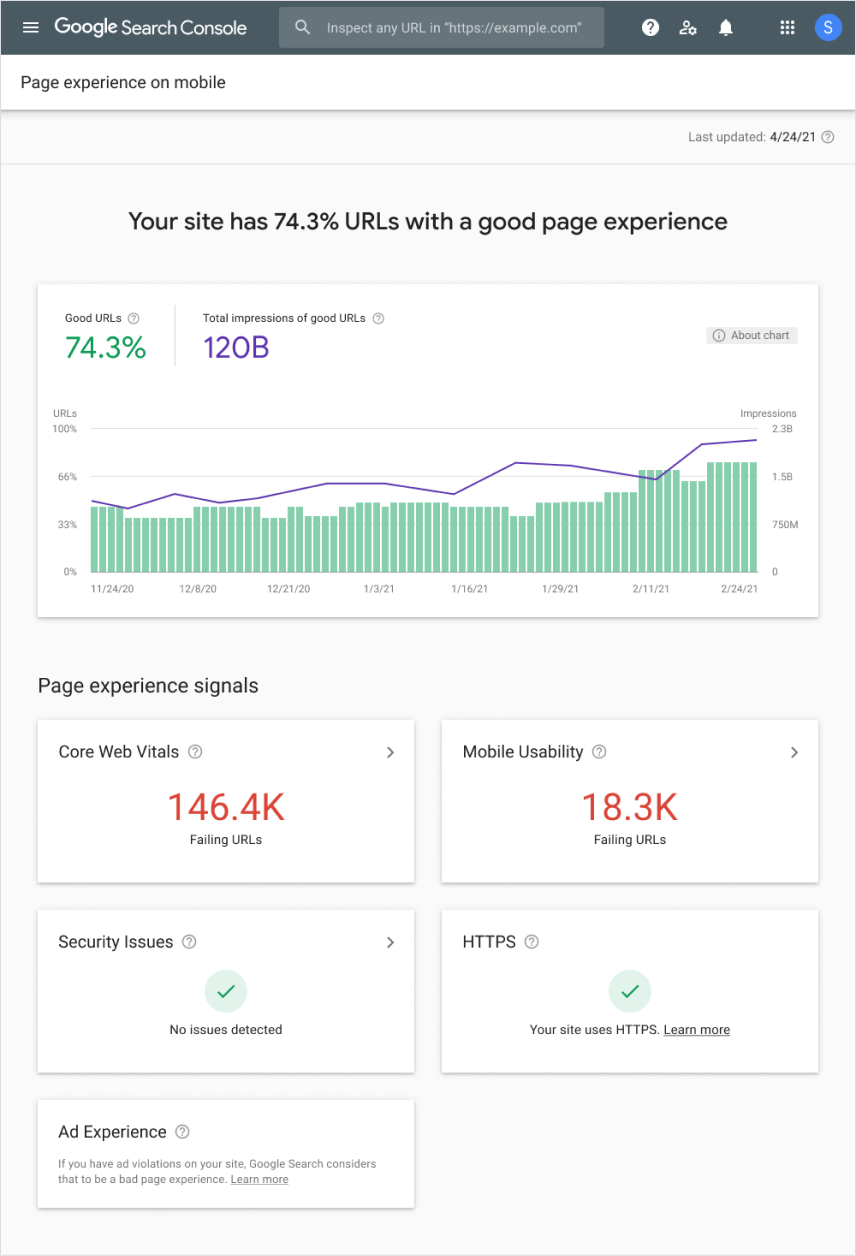 Google Search Console
Inspect any URL in “https://example.com”
S
Page experience on mobile
Last updated: 4/24/21
Your site has 74.3% URLs with a good page experience
Good URLs
74.3%
Total impressions of good URLs
120B
About chart
URLs
Impressions
100%
2.3B
66%
1.5B
33%
750M
0%
0
11/24/20 12/8/20 12/21/20 1/3/21 1/16/21 1/29/21 2/11/21 2/24/21
Page experience signals
Core Web Vitals
146.4K
Failing URLs
Mobile Usability
18.3K
Failing URLs
Security Issues
No issues detected
HTTPS
Your site uses HTTPS. Learn more
Ad Experience
If you have ad violations on your site, Google Search considers
that to be a bad page experience. Learn more